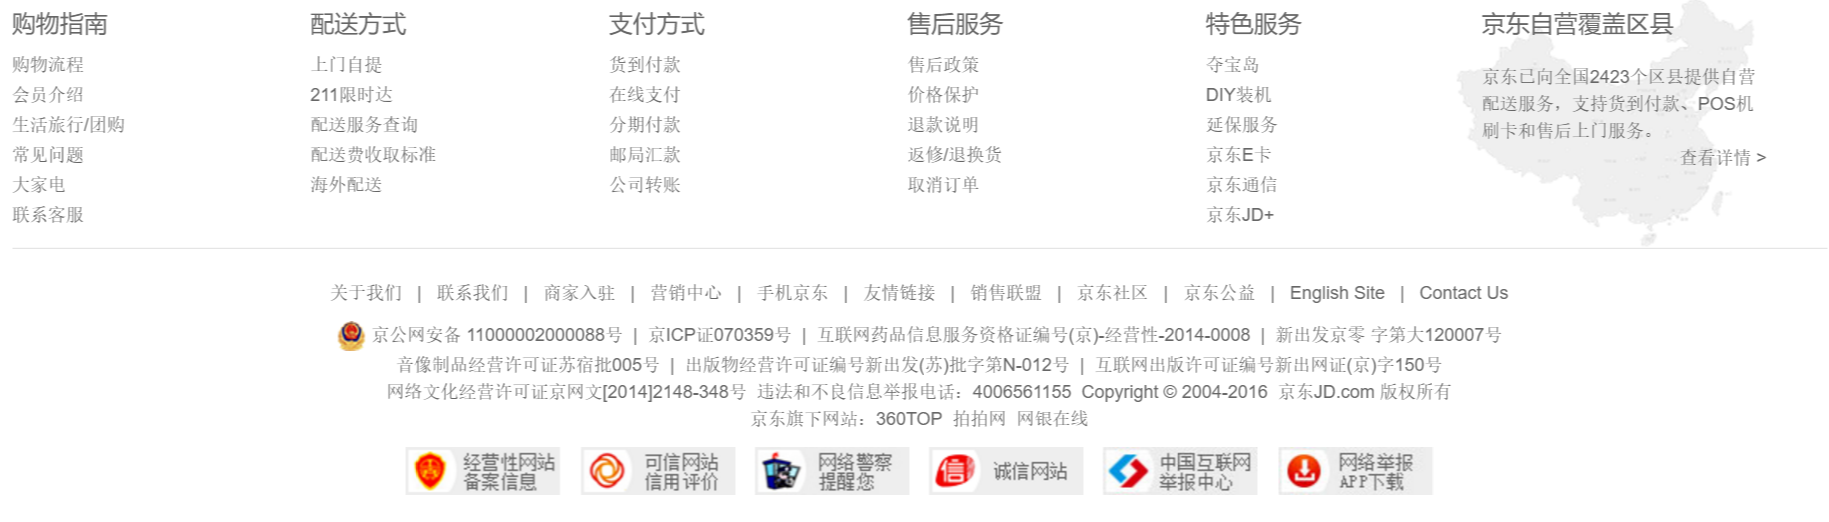 购物指南
购物流程
会员介绍
生活旅行/团购
常见问题
大家电
联系客服
配送方式
上门自提
211限时达
配送服务查询
配送费收取标准
海外配送
支付方式
货到付款
在线支付
分期付款
邮局汇款
公司转账
售后服务
售后政策
价格保护
退款说明
返修/退换货
取消订单
特色服务
夺宝岛
DIY装机
延保服务
京东E卡
京东通信
京东JD+
京东自营覆盖区县
京东已向全国2423个区县提供自营
配送服务，支持货到付款、POS机
刷卡和售后上门服务。
查看详情 >
关于我们 | 联系我们 | 商家入驻 | 营销中心 | 手机京东 | 友情链接 | 销售联盟 | 京东社区 | 京东公益 | English Site | Contact Us
京公网安备 11000002000088号 | 京ICP证070359号 | 互联网药品信息服务资格证编号(京)-经营性-2014-0008 | 新出发京零 字第大120007号
音像制品经营许可证苏宿批005号 | 出版物经营许可证编号新出发(苏)批字第N-012号 | 互联网出版许可证编号新出网证(京)字150号
网络文化经营许可证京网文[2014]2148-348号 违法和不良信息举报电话：4006561155 Copyright © 2004-2016 京东JD.com 版权所有
京东旗下网站：360TOP 拍拍网 网银在线
经营性网站
备案信息
可信网站
信用评价
网络警察
提醒您
信
诚信网站
中国互联网
举报中心
网络举报
APP下载